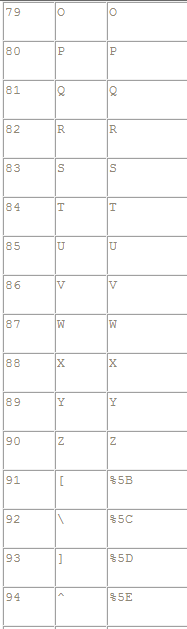 79 O O
80 P P
81 Q Q
82 R R
83 S S
84 T T
85 U U
86 V V
87 W W
88 X X
89 Y Y
90 Z Z
91 [ %5B
92 \ %5C
93 ] %5D
94 ^ %5E